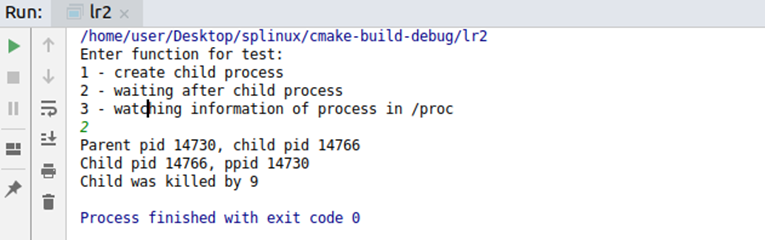 Run: lr2
/home/user/Desktop/splinux/cmake-build-debug/lr2
Enter function for test:
1 - create child process
2 - waiting after child process
3 - watching information of process in /proc
2
Parent pid 14730, child pid 14766
Child pid 14766, ppid 14730
Child was killed by 9
Process finished with exit code 0